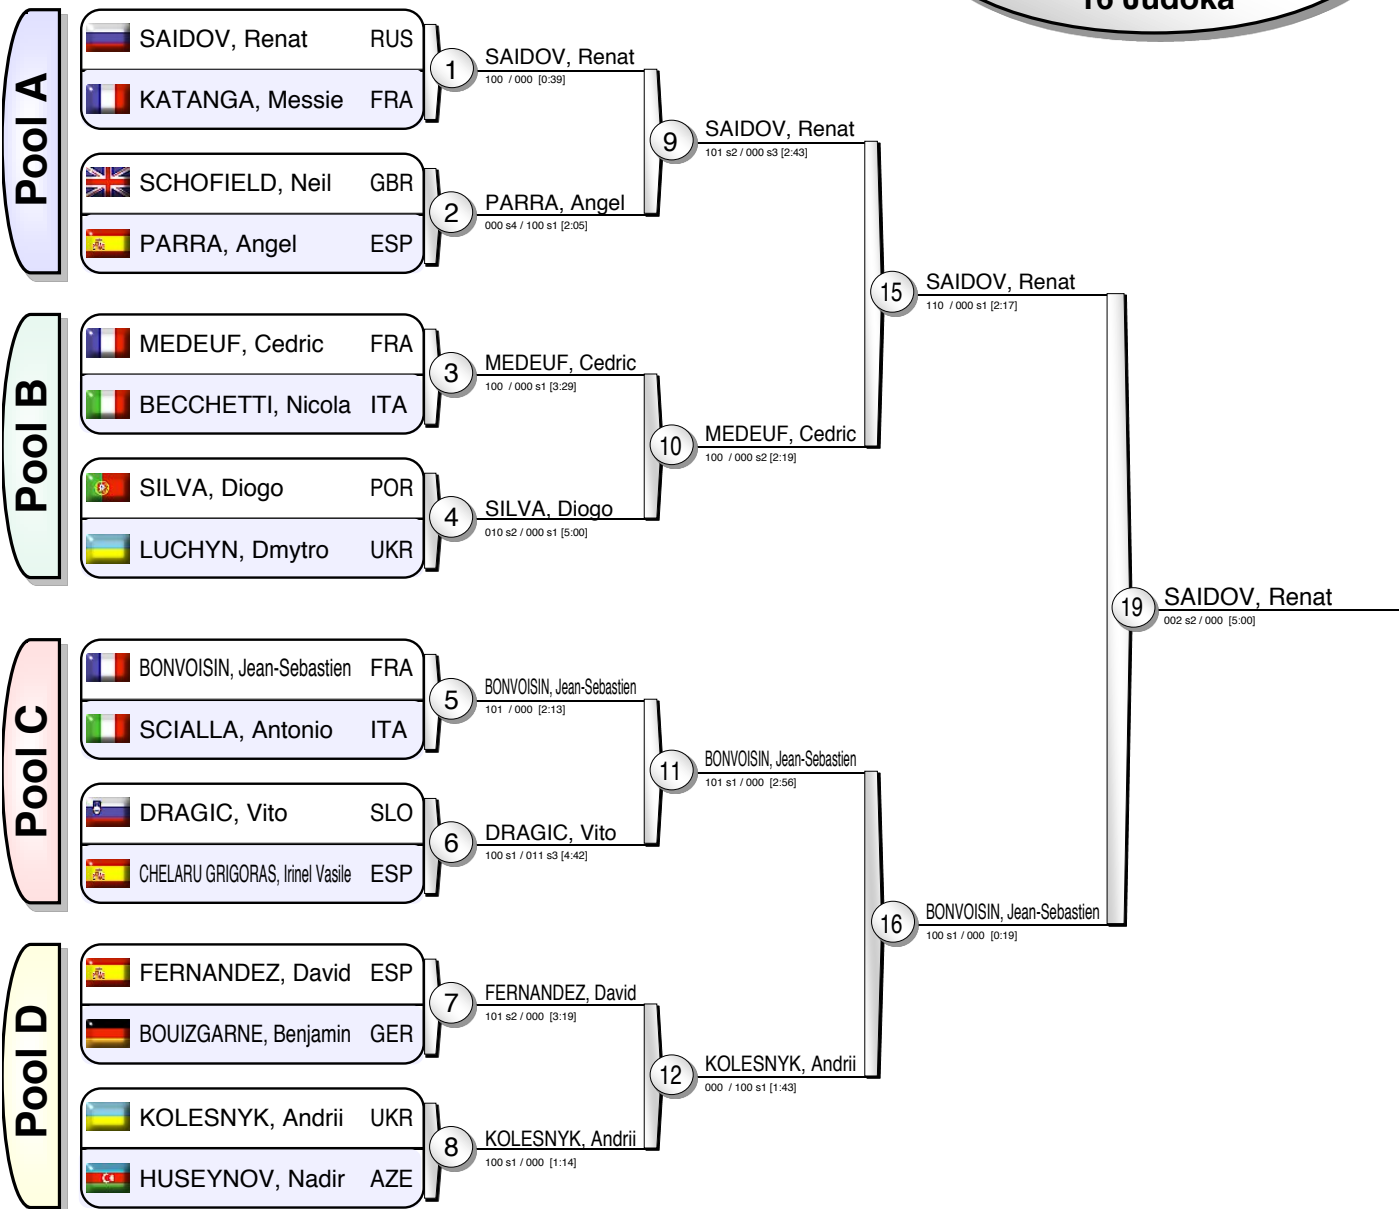 16 Judoka
Pool A
SAIDOV, Renat RUS
KATANGA, Messie FRA
SCHOFIELD, Neil GBR
PARRA, Angel ESP
1
SAIDOV, Renat
100 / 000 [0:39]
2
PARRA, Angel
000 s4 / 100 s1 [2:05]
9
SAIDOV, Renat
101 s2 / 000 s3 [2:43]
Pool B
MEDEUF, Cedric FRA
BECCHETTI, Nicola ITA
SILVA, Diogo POR
LUCHYN, Dmytro UKR
3
MEDEUF, Cedric
100 / 000 s1 [3:29]
4
SILVA, Diogo
010 s2 / 000 s1 [5:00]
10
MEDEUF, Cedric
100 / 000 s2 [2:19]
15
SAIDOV, Renat
110 / 000 s1 [2:17]
Pool C
BONVOISIN, Jean-Sebastien FRA
SCIALLA, Antonio ITA
DRAGIC, Vito SLO
CHELARU GRIGORAS, Irinel Vasile ESP
5
BONVOISIN, Jean-Sebastien
101 / 000 [2:13]
6
DRAGIC, Vito
100 s1 / 011 s3 [4:42]
11
BONVOISIN, Jean-Sebastien
101 s1 / 000 [2:56]
Pool D
FERNANDEZ, David ESP
BOUIZGARNE, Benjamin GER
KOLESNYK, Andrii UKR
HUSEYNOV, Nadir AZE
7
FERNANDEZ, David
101 s2 / 000 [3:19]
8
KOLESNYK, Andrii
100 s1 / 000 [1:14]
12
KOLESNYK, Andrii
000 / 100 s1 [1:43]
16
BONVOISIN, Jean-Sebastien
100 s1 / 000 [0:19]
19
SAIDOV, Renat
002 s2 / 000 [5:00]